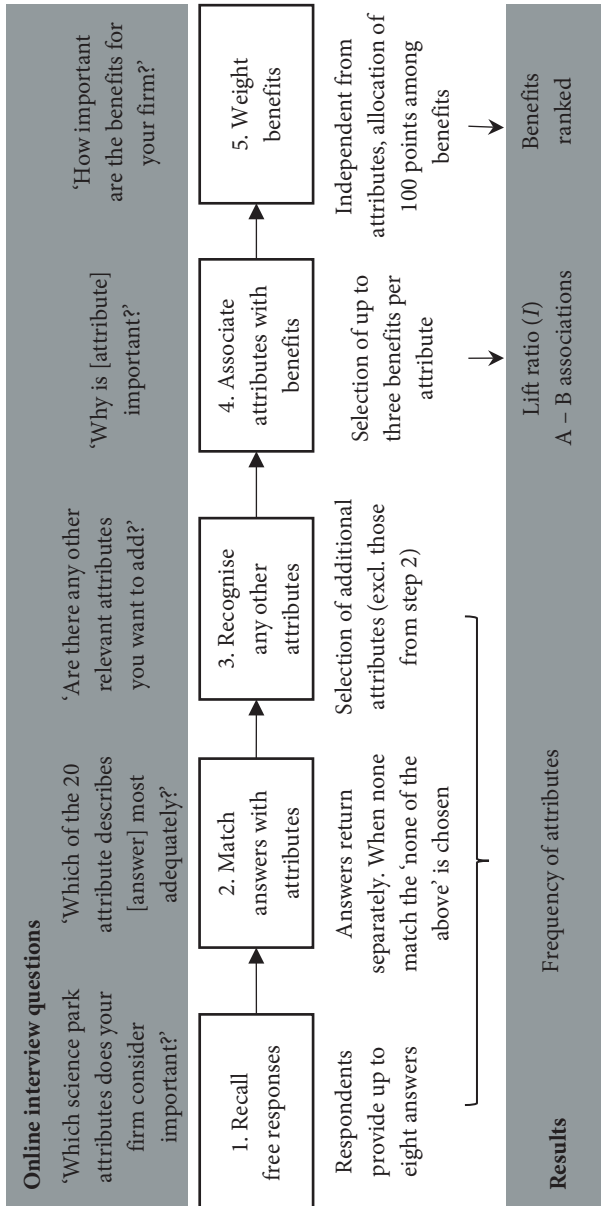 Online interview questions
‘Which science park
attributes does your
firm consider
important?’
‘Which of the 20
attribute describes
[answer] most
adequately?’
‘Are there any other
relevant attributes
you want to add?’
‘Why is [attribute]
important?’
‘How important
are the benefits for
your firm?’
1. Recall
free responses
2. Match
answers with
attributes
3. Recognise
any other
attributes
4. Associate
attributes with
benefits
5. Weight
benefits
Respondents
provide up to
eight answers
Answers return
separately. When none
match the ‘none of the
above’ is chosen
Selection of additional
attributes (excl. those
from step 2)
Selection of up to
three benefits per
attribute
Independent from
attributes, allocation of
100 points among
benefits
Results
Frequency of attributes
Lift ratio (I)
A – B associations
Benefits
ranked